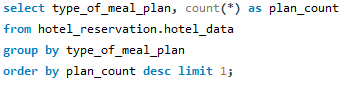 select type_of_meal_plan, count(*) as plan_count
from hotel_reservation.hotel_data
group by type_of_meal_plan
order by plan_count desc limit 1;